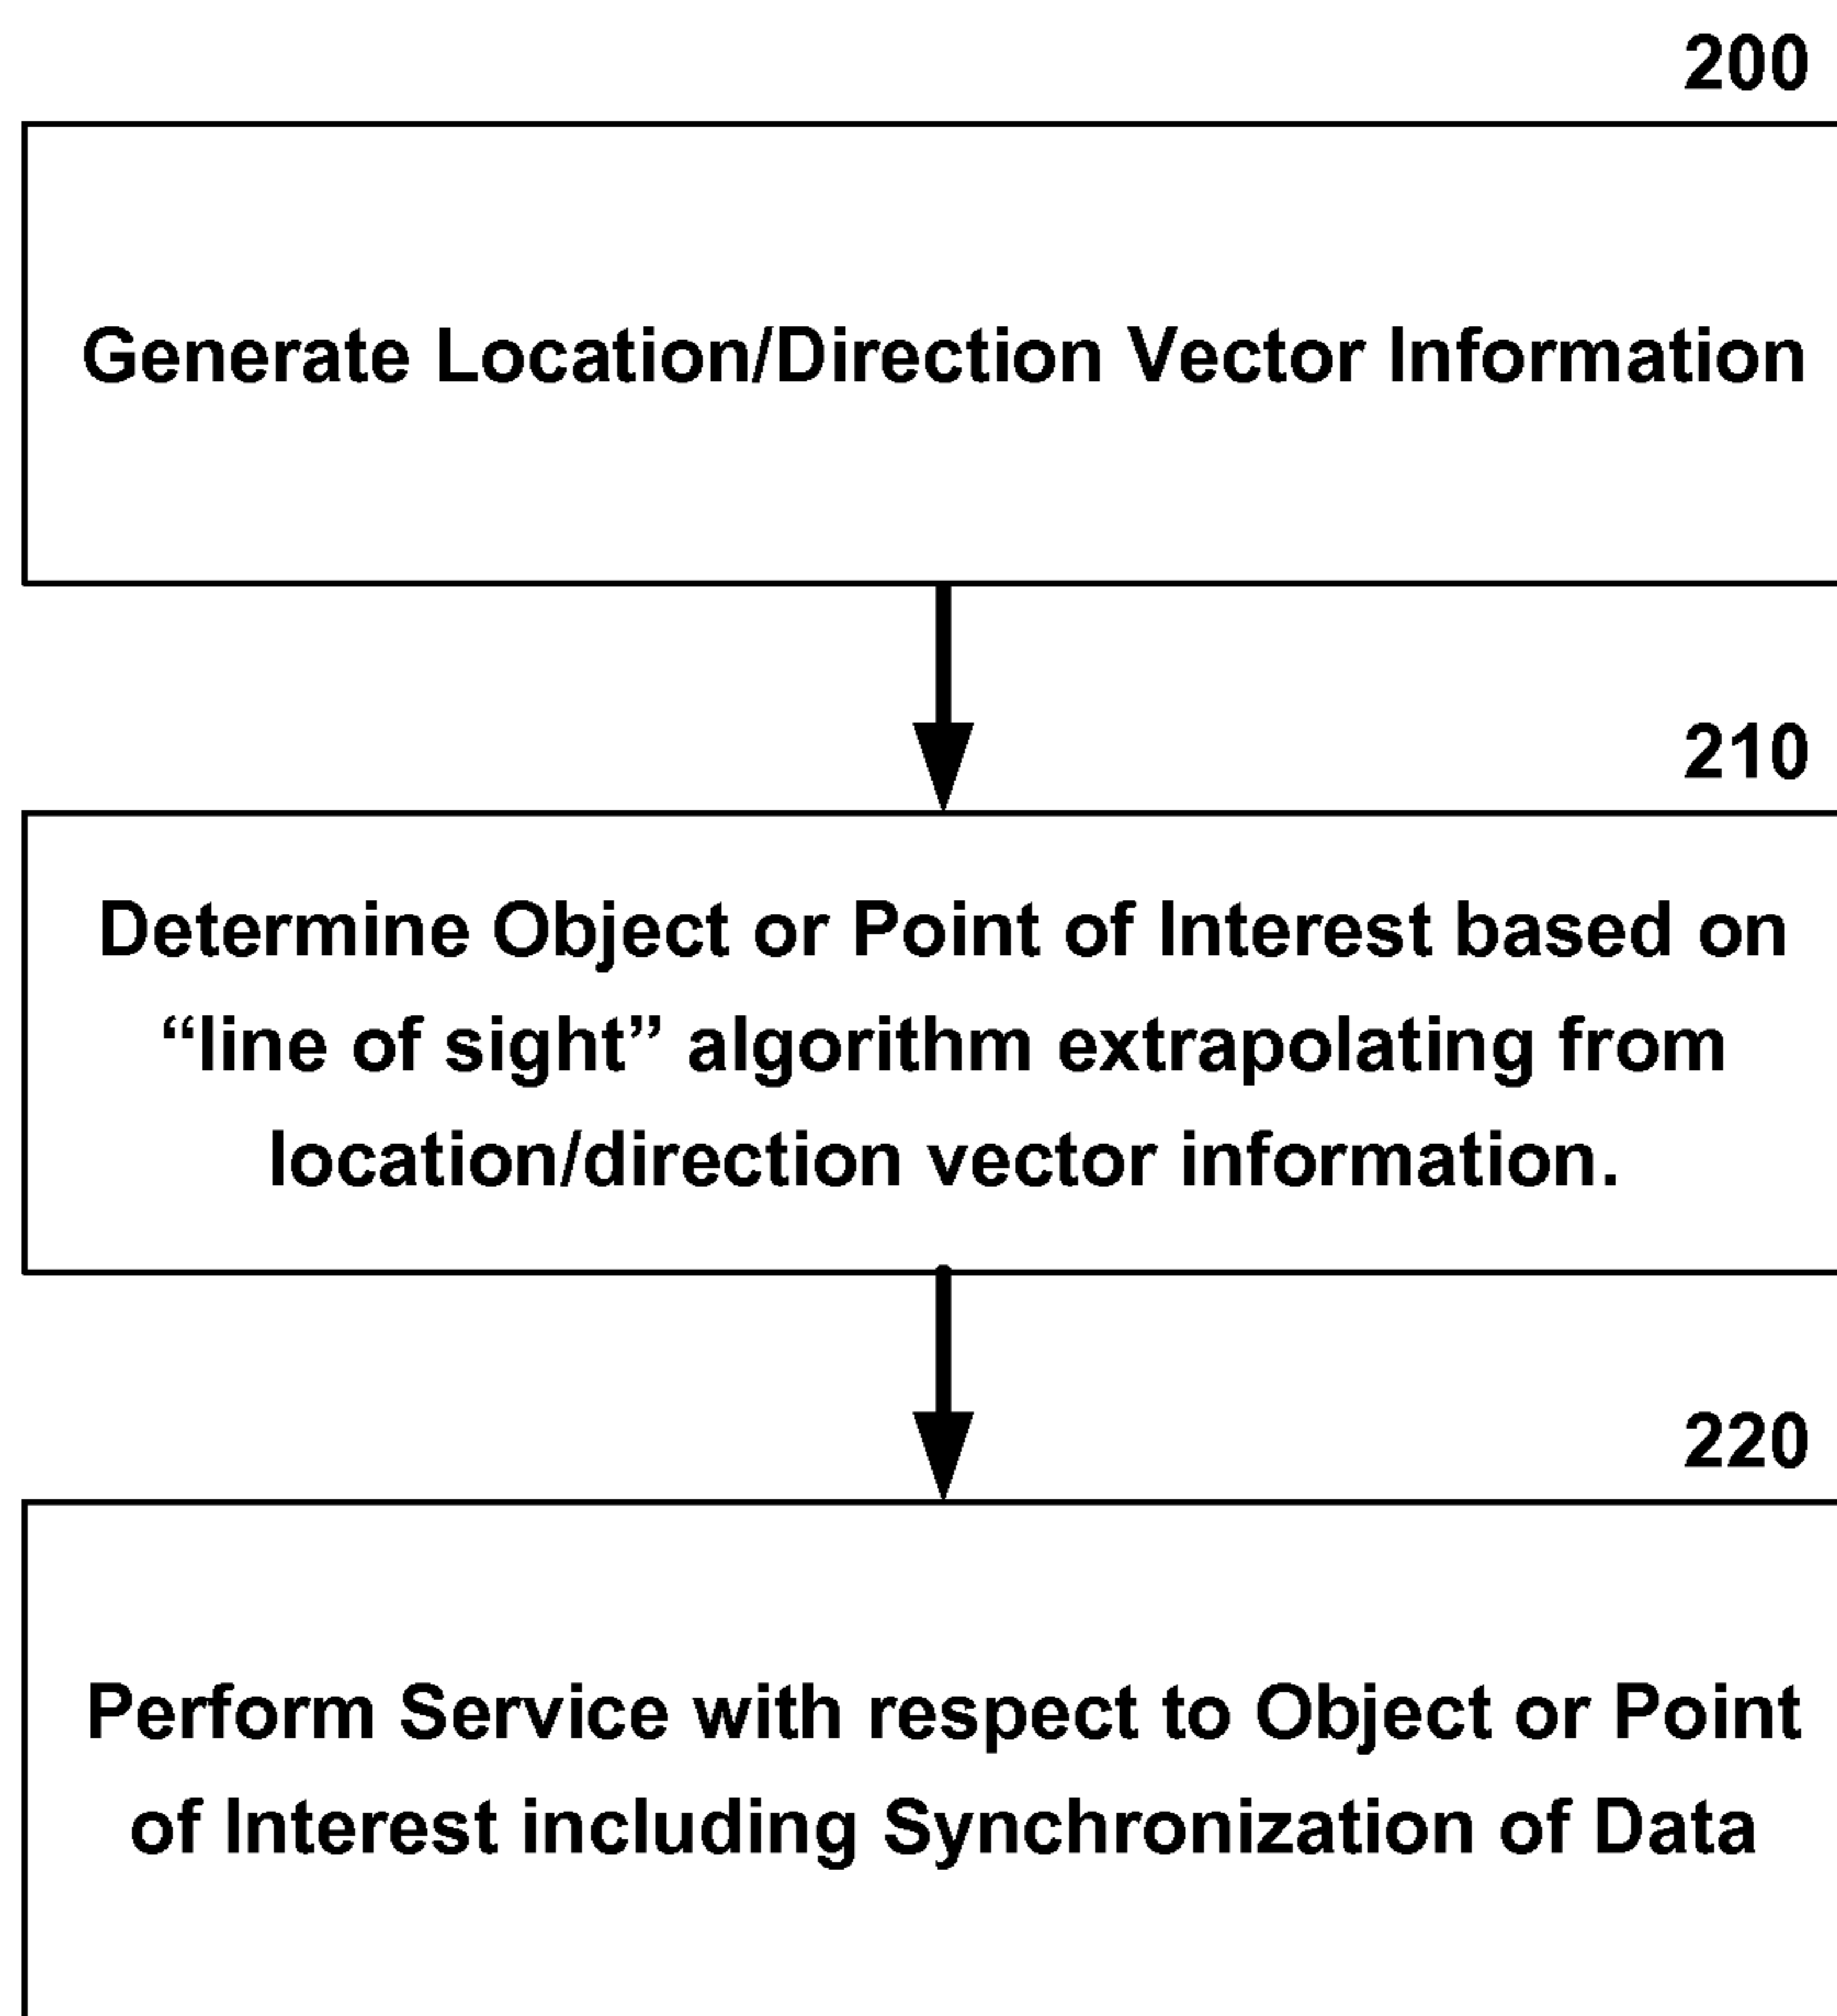 200
Generate Location/Direction Vector Information
210
Determine Object or Point of Interest based on
“line of sight” algorithm extrapolating from
location/direction vector information.
220
Perform Service with respect to Object or Point
of Interest including Synchronization of Data